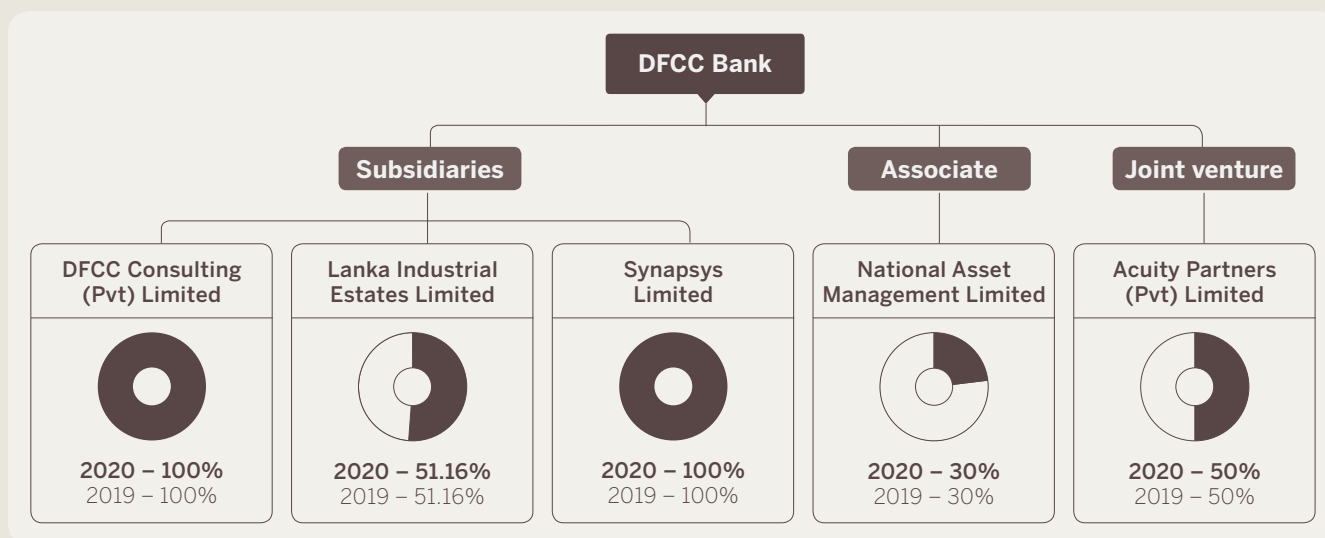 DFCC Bank
Subsidiaries
Associate
Joint venture
DFCC Consulting
(Pvt) Limited
2020 – 100%
2019 – 100%
Lanka Industrial
Estates Limited
2020 – 51.16%
2019 – 51.16%
Synapsys
Limited
2020 – 100%
2019 – 100%
National Asset
Management Limited
2020 – 30%
2019 – 30%
Acuity Partners
(Pvt) Limited
2020 – 50%
2019 – 50%